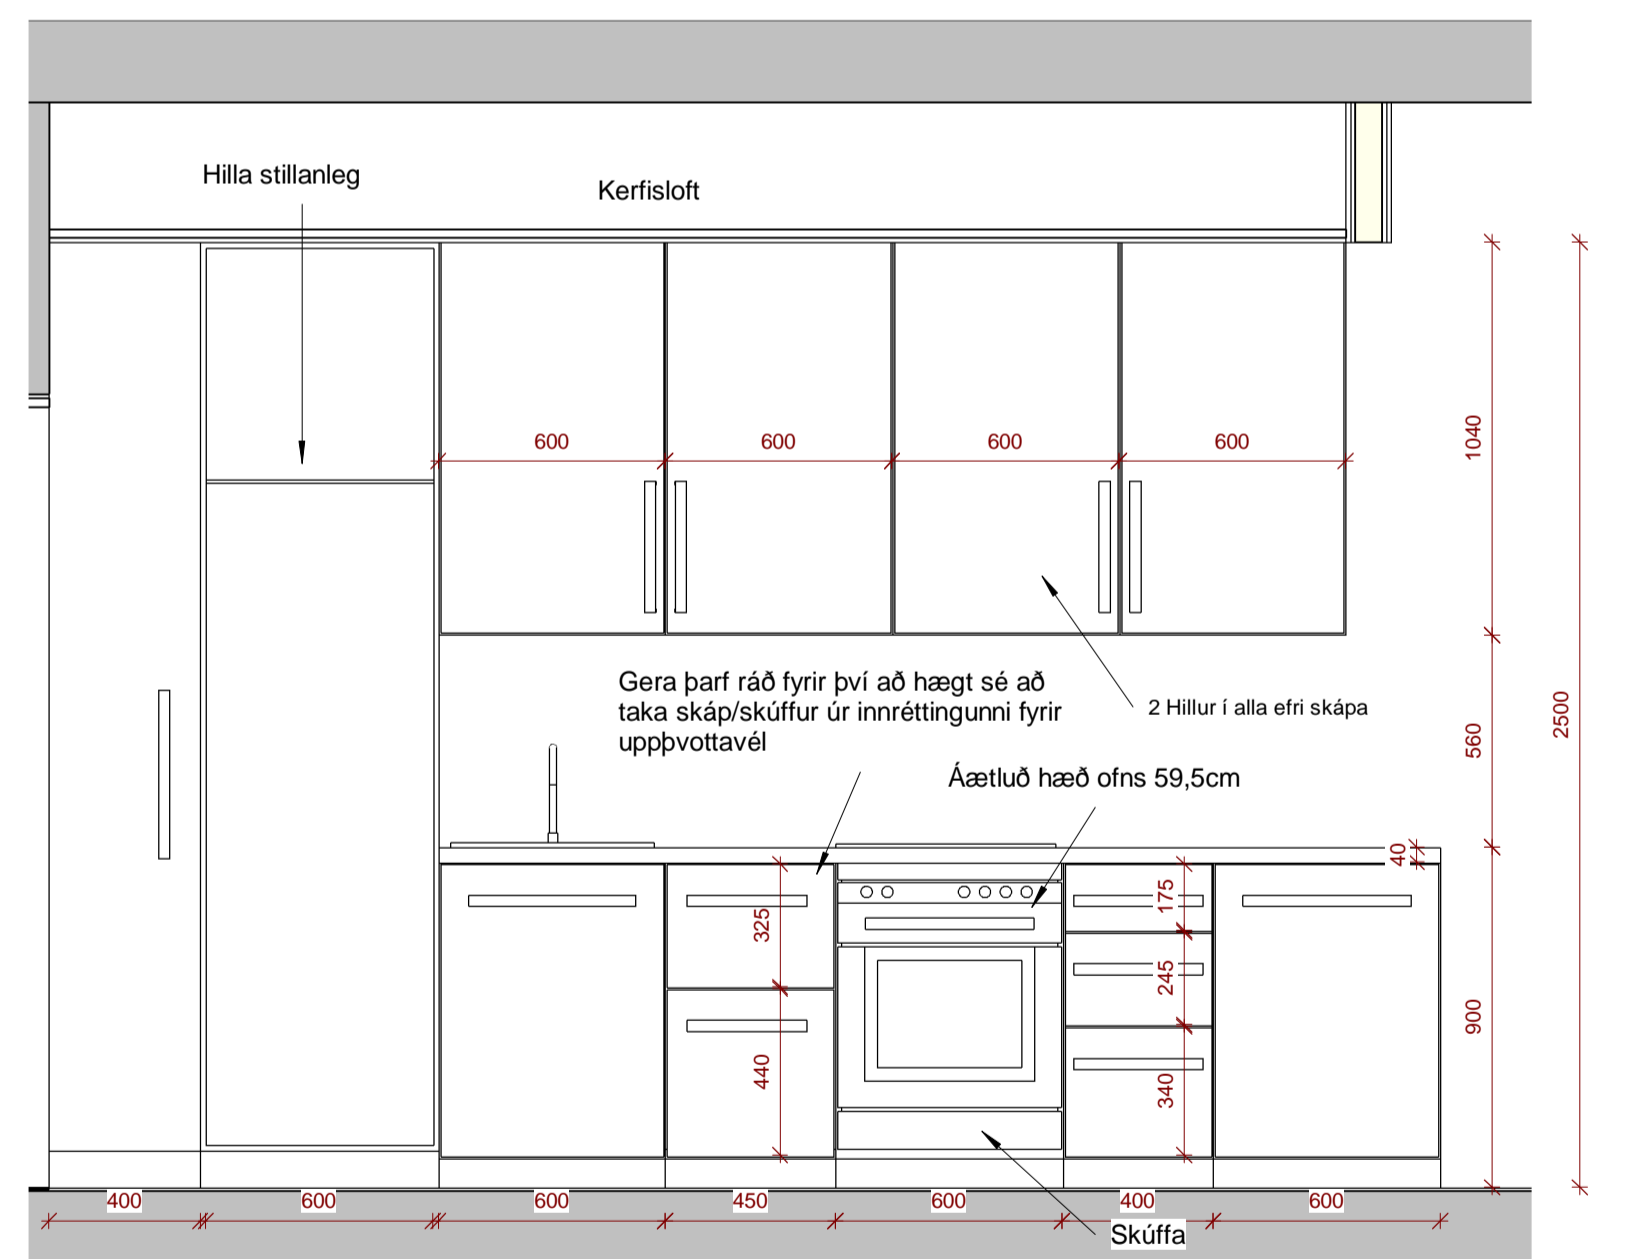 Hilla stillanleg
Kerfisloft
600
600
600
600
1040
Gera þarf ráð fyrir því að hægt sé að
taka skáp/skúffur úr innréttingunni fyrir
uppþvottavél
2 Hillur í alla efri skápa
560
2500
Áætluð hæð ofns 59,5cm
40
325
175
245
440
340
900
400
600
600
450
600
400
600
Skúffa